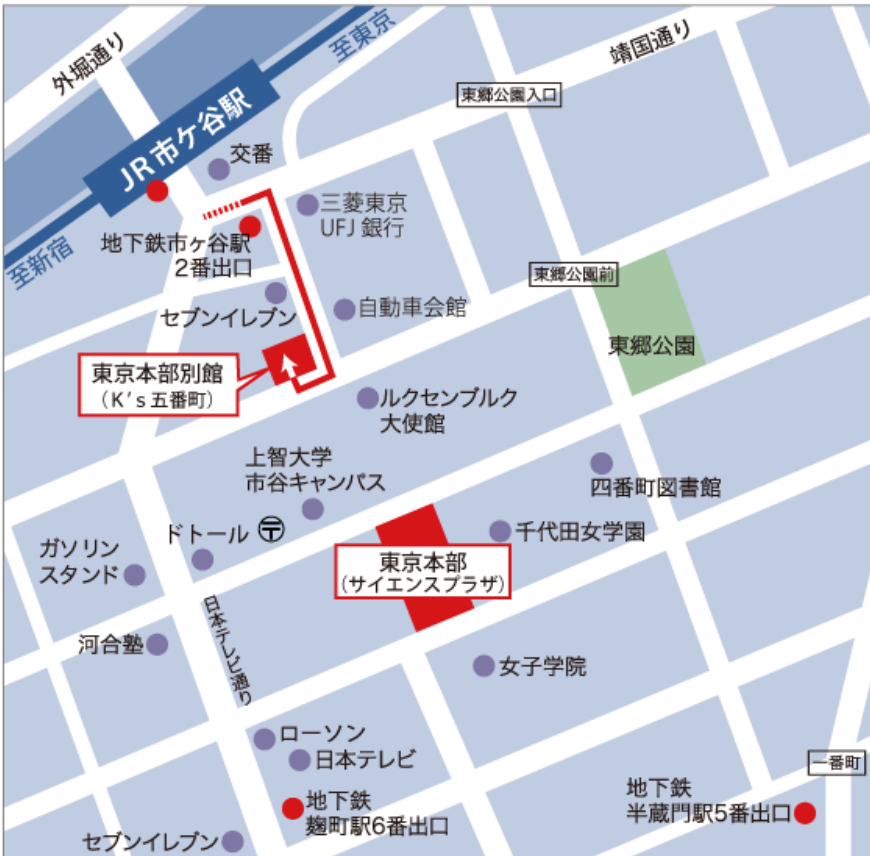 外堀通り
至東京
靖国通り
東郷公園入口
JR市ケ谷駅
交番
三菱東京
UFJ 銀行
地下鉄市ヶ谷駅
2番出口
至新宿
東郷公園前
セブンイレブン
自動車会館
東郷公園
東京本部別館
（K's 五番町）
ルクセンブルク
大使館
上智大学
市谷キャンパス
四番町図書館
ドトール 〒
千代田女学園
ガソリン
スタンド
東京本部
（サイエンスプラザ）
日本テレビ通り
河合塾
女子学院
ローソン
日本テレビ
一番町
地下鉄
麹町駅6番出口
地下鉄
半蔵門駅5番出口
セブンイレブン